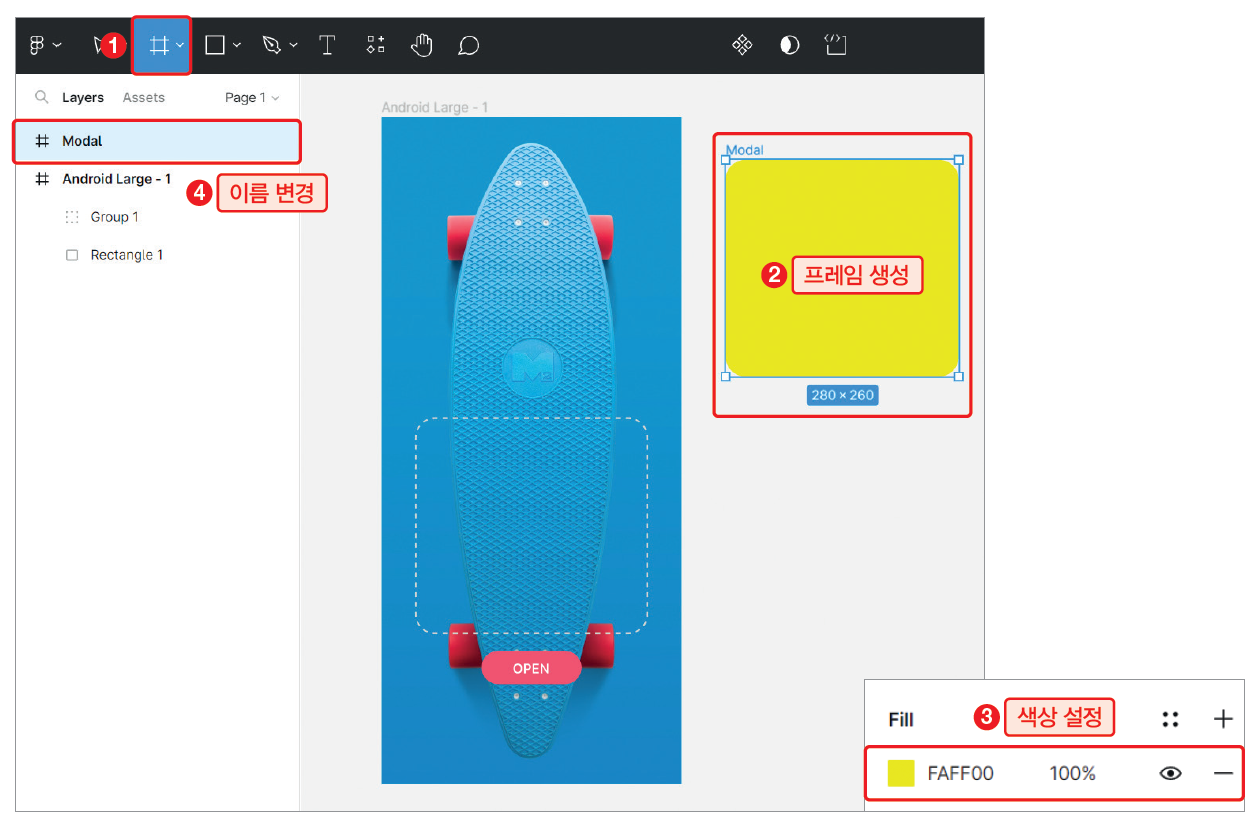 1
Layers Assets Page 1
Modal
Android Large - 1
4 이름 변경
Group 1
Rectangle 1
Android Large - 1
OPEN
Modal
2 프레임 생성
280 × 260
Fill 3 색상 설정
FAFF00 100%